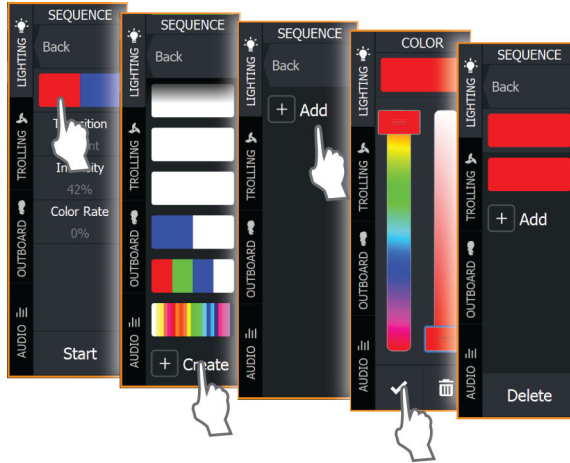 SEQUENCE
Back
Intensity
42%
Color Rate
0%
Start
LIGHTING
TROLLING
OUTBOARD
AUDIO
SEQUENCE
Back
+ Create
LIGHTING
TROLLING
OUTBOARD
AUDIO
SEQUENCE
Back
+ Add
LIGHTING
TROLLING
OUTBOARD
AUDIO
COLOR
LIGHTING
TROLLING
OUTBOARD
AUDIO
SEQUENCE
Back
+ Add
Delete
LIGHTING
TROLLING
OUTBOARD
AUDIO